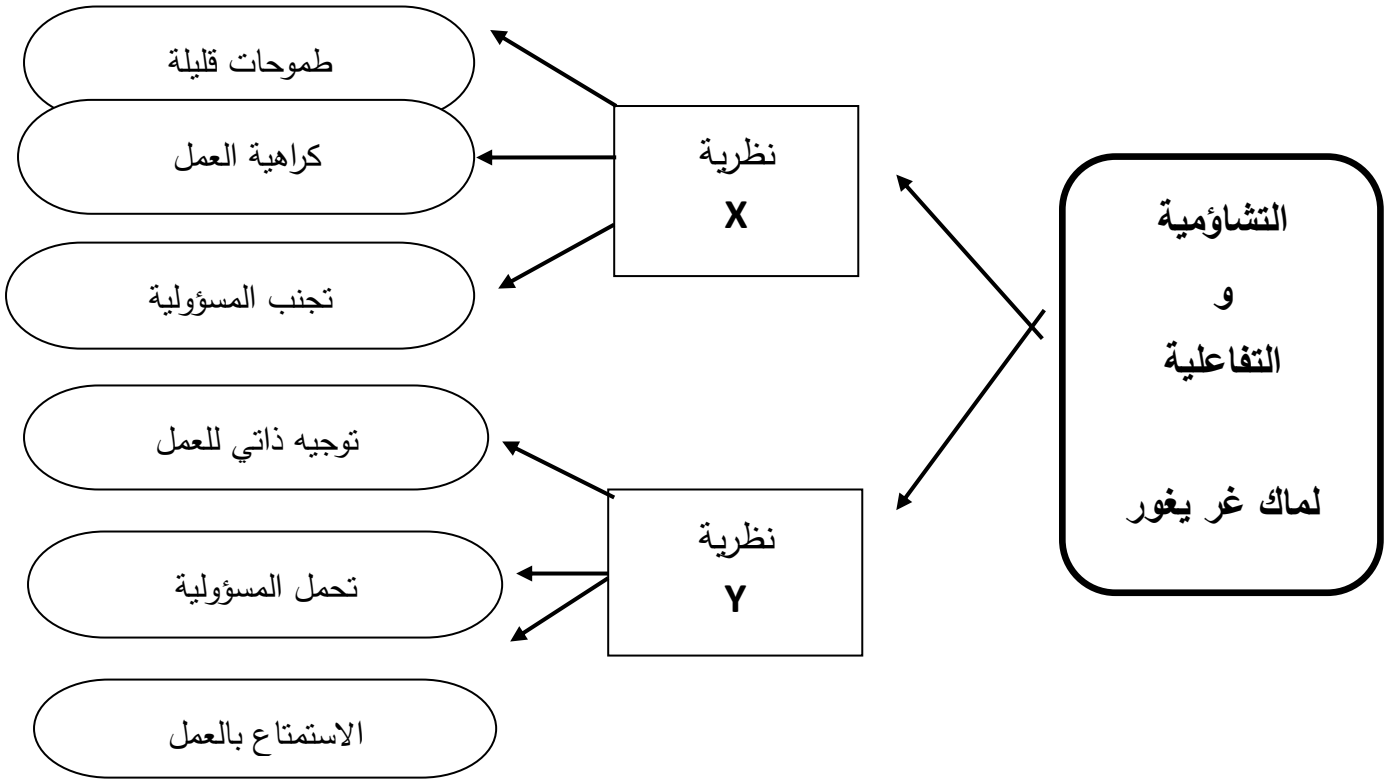 التشاؤمية
و
التفاعلية
لماك غر يغور
نظرية
X
طموحات قليلة
كراهية العمل
تجنب المسؤولية
نظرية
Y
توجيه ذاتي للعمل
تحمل المسؤولية
الاستمتاع بالعمل